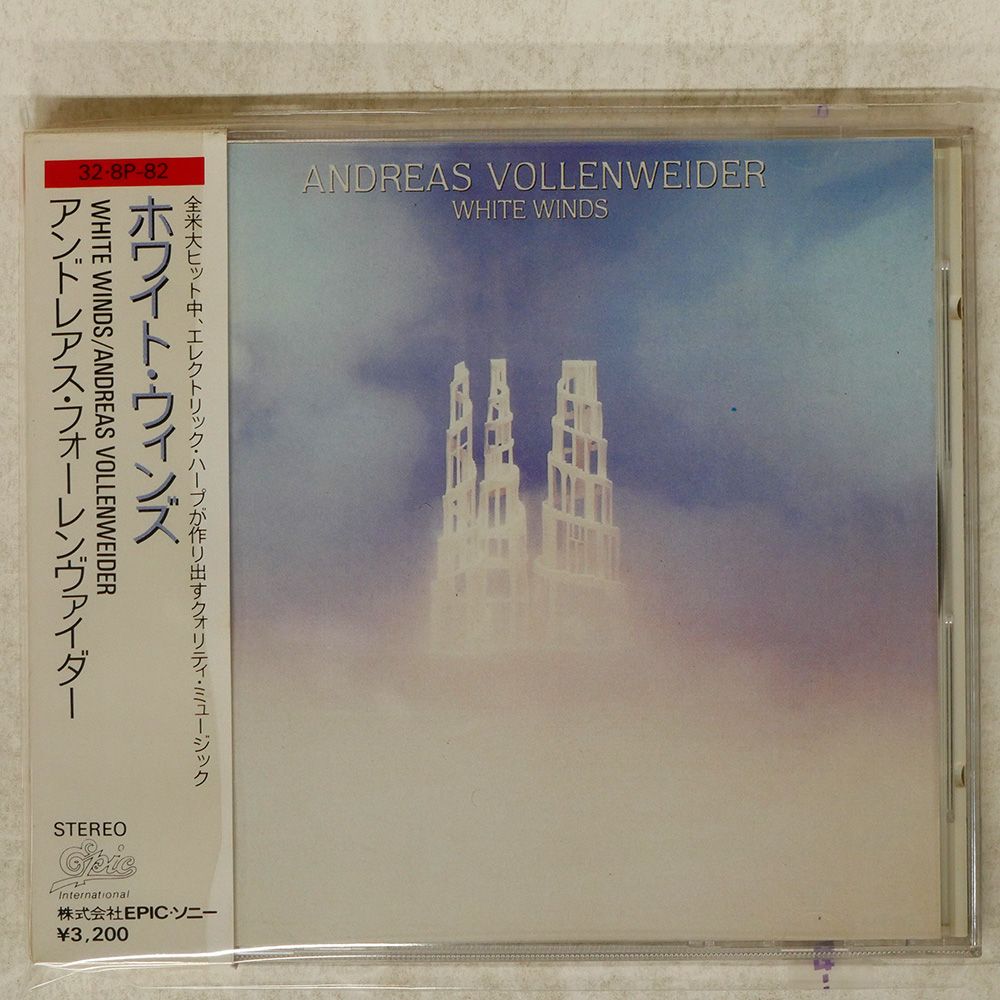 32·8P-82
全米大ヒット中、エレクトリック・ハープが作り出すクォリティ・ミュージック
ホワイト・ウィンズ
WHITE WINDS/ANDREAS VOLLENWEIDER
アンドレアス・フォーレンヴァイダー
STEREO
Epic
International
株式会社EPIC・ソニー
¥3,200
ANDREAS VOLLENWEIDER
WHITE WINDS